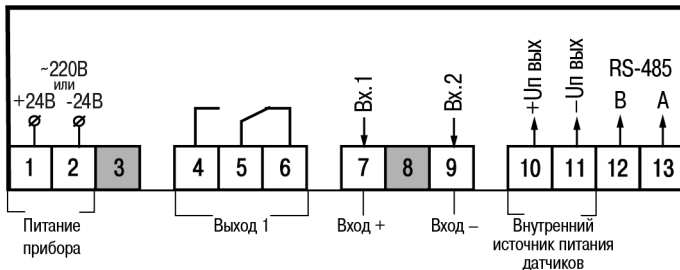 ~220В
или
+24В -24В
Вх.1
Вх.2
+Uп вых
−Uп вых
RS-485
B A
1 2 3 4 5 6 7 8 9 10 11 12 13
Питание
прибора
Выход 1
Вход +
Вход –
Внутренний
источник питания
датчиков